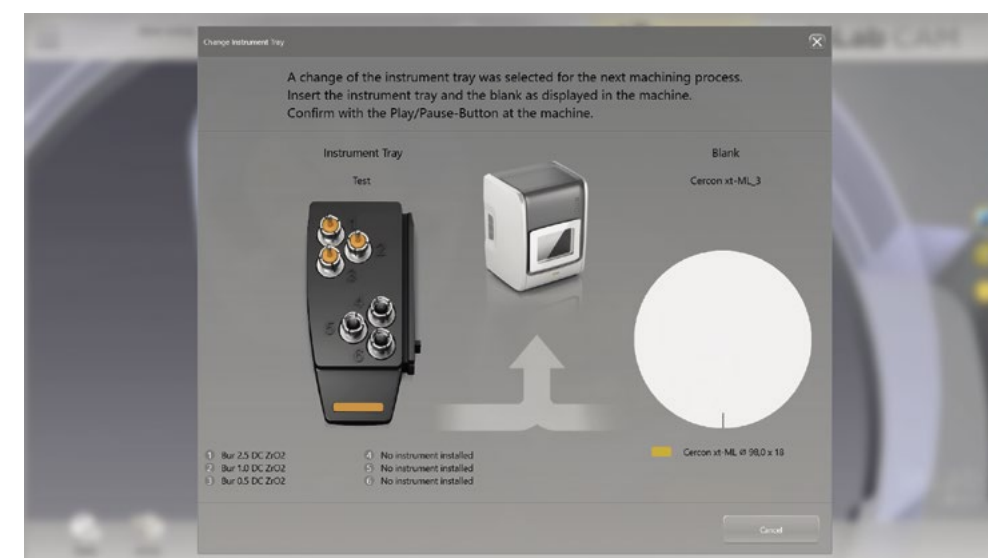 Lab CAM
Change Instrument Tray
A change of the instrument tray was selected for the next machining process.
Insert the instrument tray and the blank as displayed in the machine.
Confirm with the Play/Pause-Button at the machine.
Instrument Tray
Test
Blank
Cercon xt-ML_3
1
2
3
4
5
6
① Bur 2.5 DC ZrO2
② Bur 1.0 DC ZrO2
③ Bur 0.5 DC ZrO2
④ No instrument installed
⑤ No instrument installed
⑥ No instrument installed
Cercon xt-ML Ø 98,0 x 18
Cancel